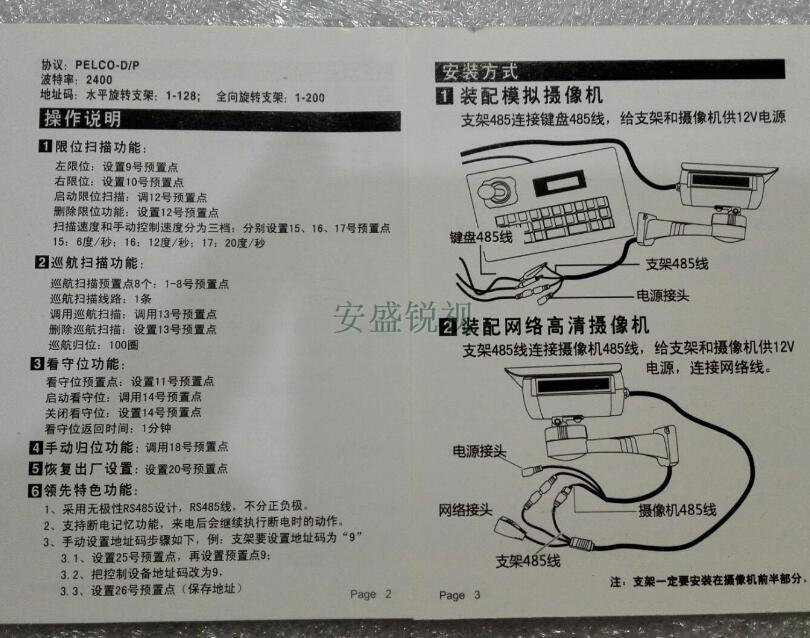 协议：PELCO-D/P
波特率：2400
地址码：水平旋转支架：1-128； 全向旋转支架：1-200
操作说明
1 限位扫描功能：
左限位：设置9号预置点
右限位：设置10号预置点
启动限位扫描：调12号预置点
删除限位功能：设置12号预置点
扫描速度和手动控制速度分为三档：分别设置15、16、17号预置点
15：6度/秒；16：12度/秒；17：20度/秒
2 巡航扫描功能：
巡航扫描预置点8个：1-8号预置点
巡航扫描线路：1条
调用巡航扫描：调用13号预置点
删除巡航扫描：设置13号预置点
巡航归位：100圈
3 看守位功能：
看守位预置点：设置11号预置点
启动看守位：调用14号预置点
关闭看守位：设置14号预置点
看守位返回时间：1分钟
4 手动归位功能：调用18号预置点
5 恢复出厂设置：设置20号预置点
6 领先特色功能：
1、采用无极性RS485设计，RS485线，不分正负极。
2、支持断电记忆功能，来电后会继续执行断电时的动作。
3、手动设置地址码步骤如下，例：支架要设置地址码为“9”
3.1、设置25号预置点，再设置预置点9；
3.2、把控制设备地址码改为9，
3.3、设置26号预置点（保存地址）
Page 2
安装方式
1 装配模拟摄像机
支架485连接键盘485线，给支架和摄像机供12V电源
键盘485线
支架485线
电源接头
2 装配网络高清摄像机
支架485线连接摄像机485线，给支架和摄像机供12V
电源，连接网络线。
电源接头
网络接头
摄像机485线
支架485线
注：支架一定要安装在摄像机前半部分。
Page 3
安盛锐视